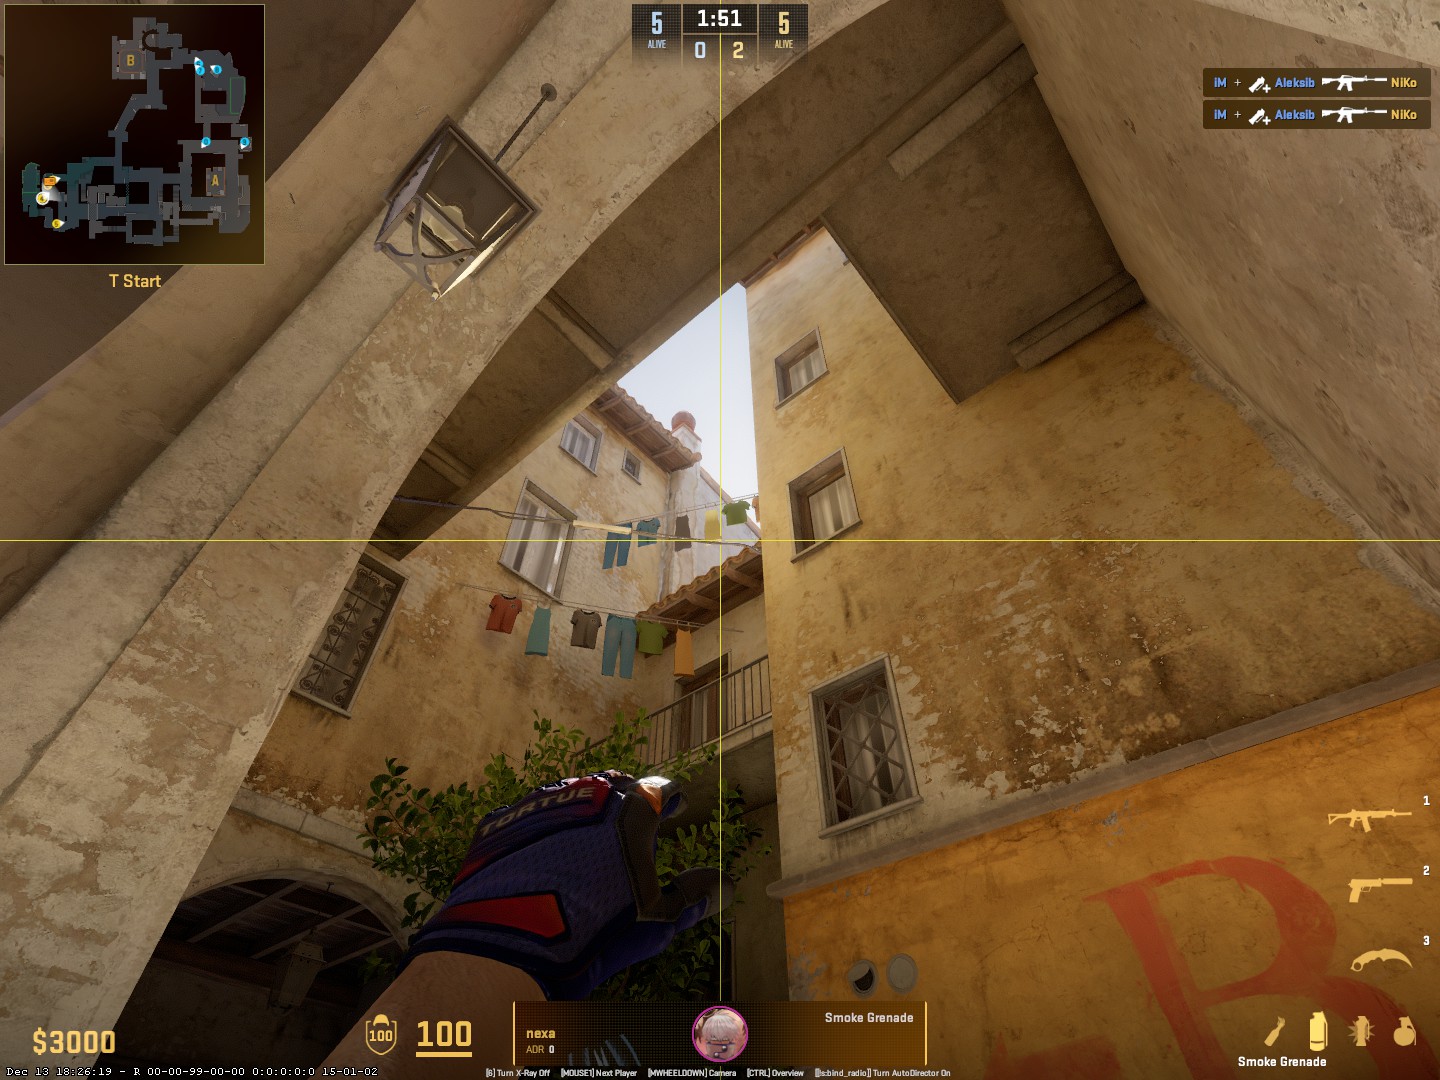 B
A
T Start
5
ALIVE
1:51
0 2
5
ALIVE
iM + Aleksib NiKo
iM + Aleksib NiKo
TORTUE
1
2
3
B
$3000
100
100
nexa
ADR 0
Smoke Grenade
Smoke Grenade
Dec 13 18:26:19 - R 00-00-99-00-00 0:0:0:0:0 15-01-02
[6] Turn X-Ray Off [MOUSE1] Next Player [MWHEELDOWN] Camera [CTRL] Overview [[!s:bind_radio]] Turn AutoDirector On